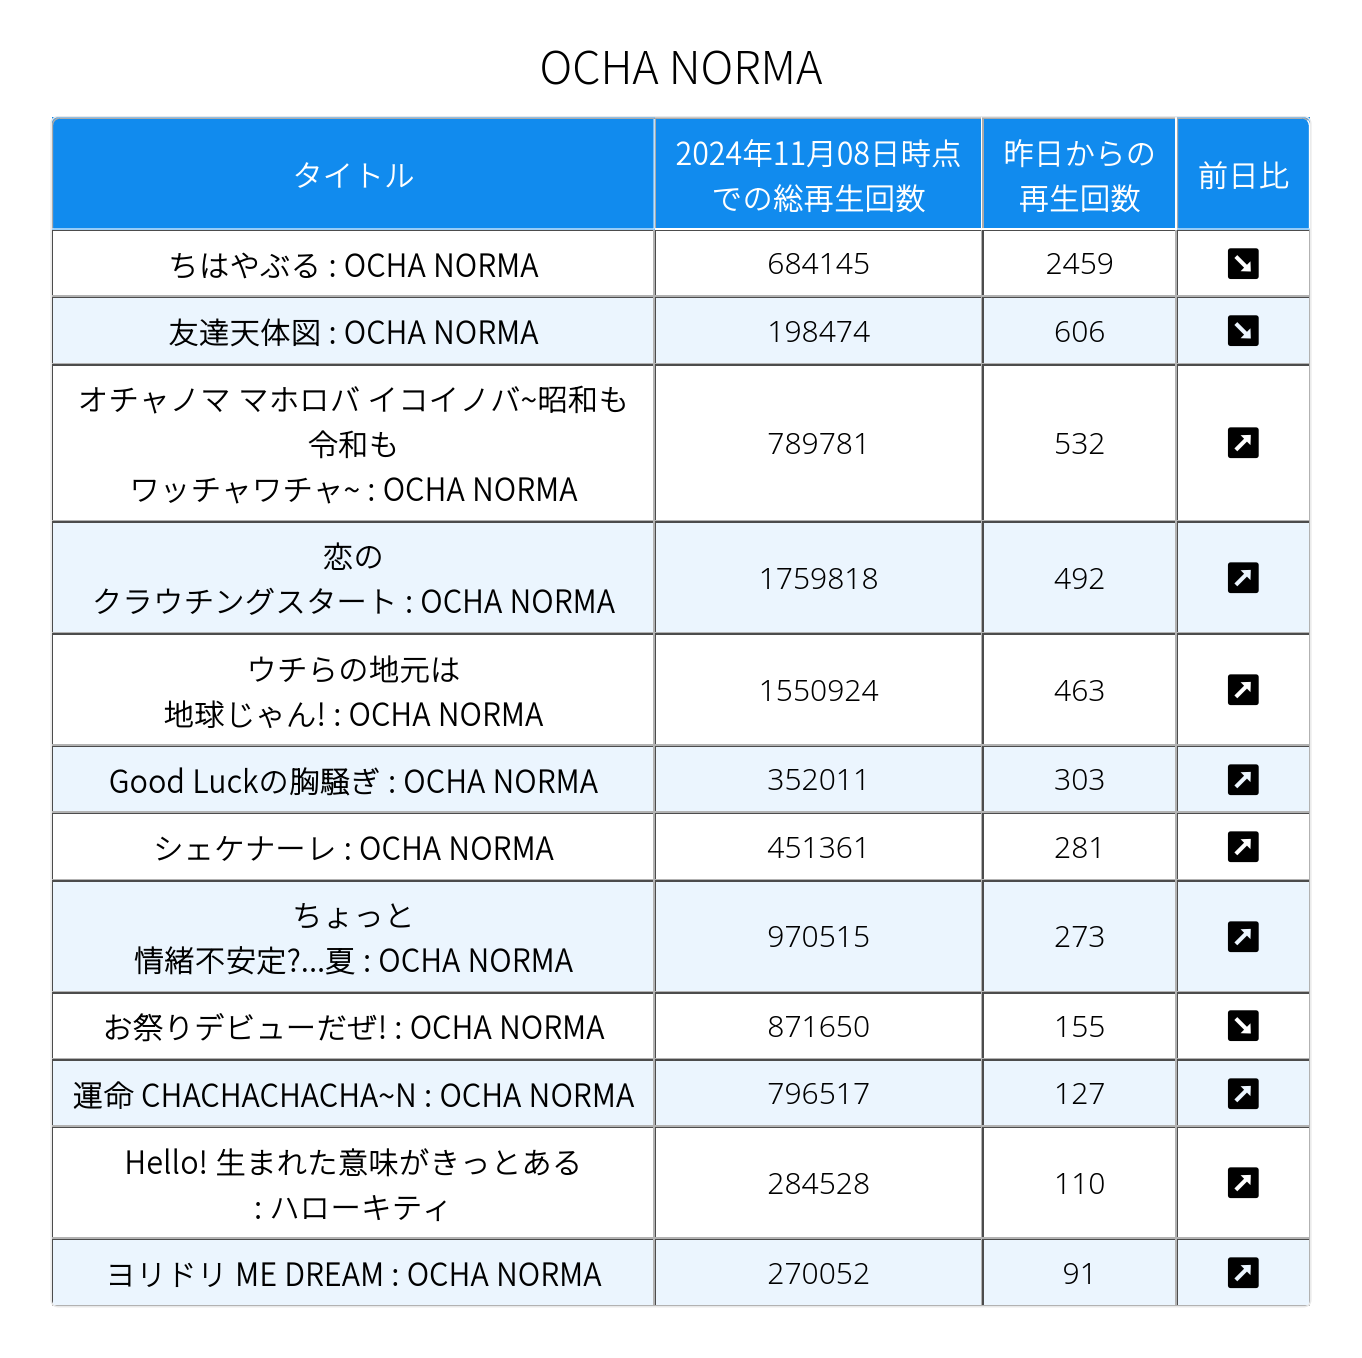 OCHA NORMA
タイトル
2024年11月08日時点
での総再生回数
昨日からの
再生回数
前日比
ちはやぶる : OCHA NORMA 684145 2459
友達天体図 : OCHA NORMA 198474 606
オチャノマ マホロバ イコイノバ~昭和も
令和も
ワッチャワチャ~ : OCHA NORMA
789781 532
恋の
クラウチングスタート : OCHA NORMA
1759818 492
ウチらの地元は
地球じゃん! : OCHA NORMA
1550924 463
Good Luckの胸騒ぎ : OCHA NORMA 352011 303
シェケナーレ : OCHA NORMA 451361 281
ちょっと
情緒不安定?...夏 : OCHA NORMA
970515 273
お祭りデビューだぜ! : OCHA NORMA 871650 155
運命 CHACHACHACHA~N : OCHA NORMA 796517 127
Hello! 生まれた意味がきっとある
: ハローキティ
284528 110
ヨリドリ ME DREAM : OCHA NORMA 270052 91